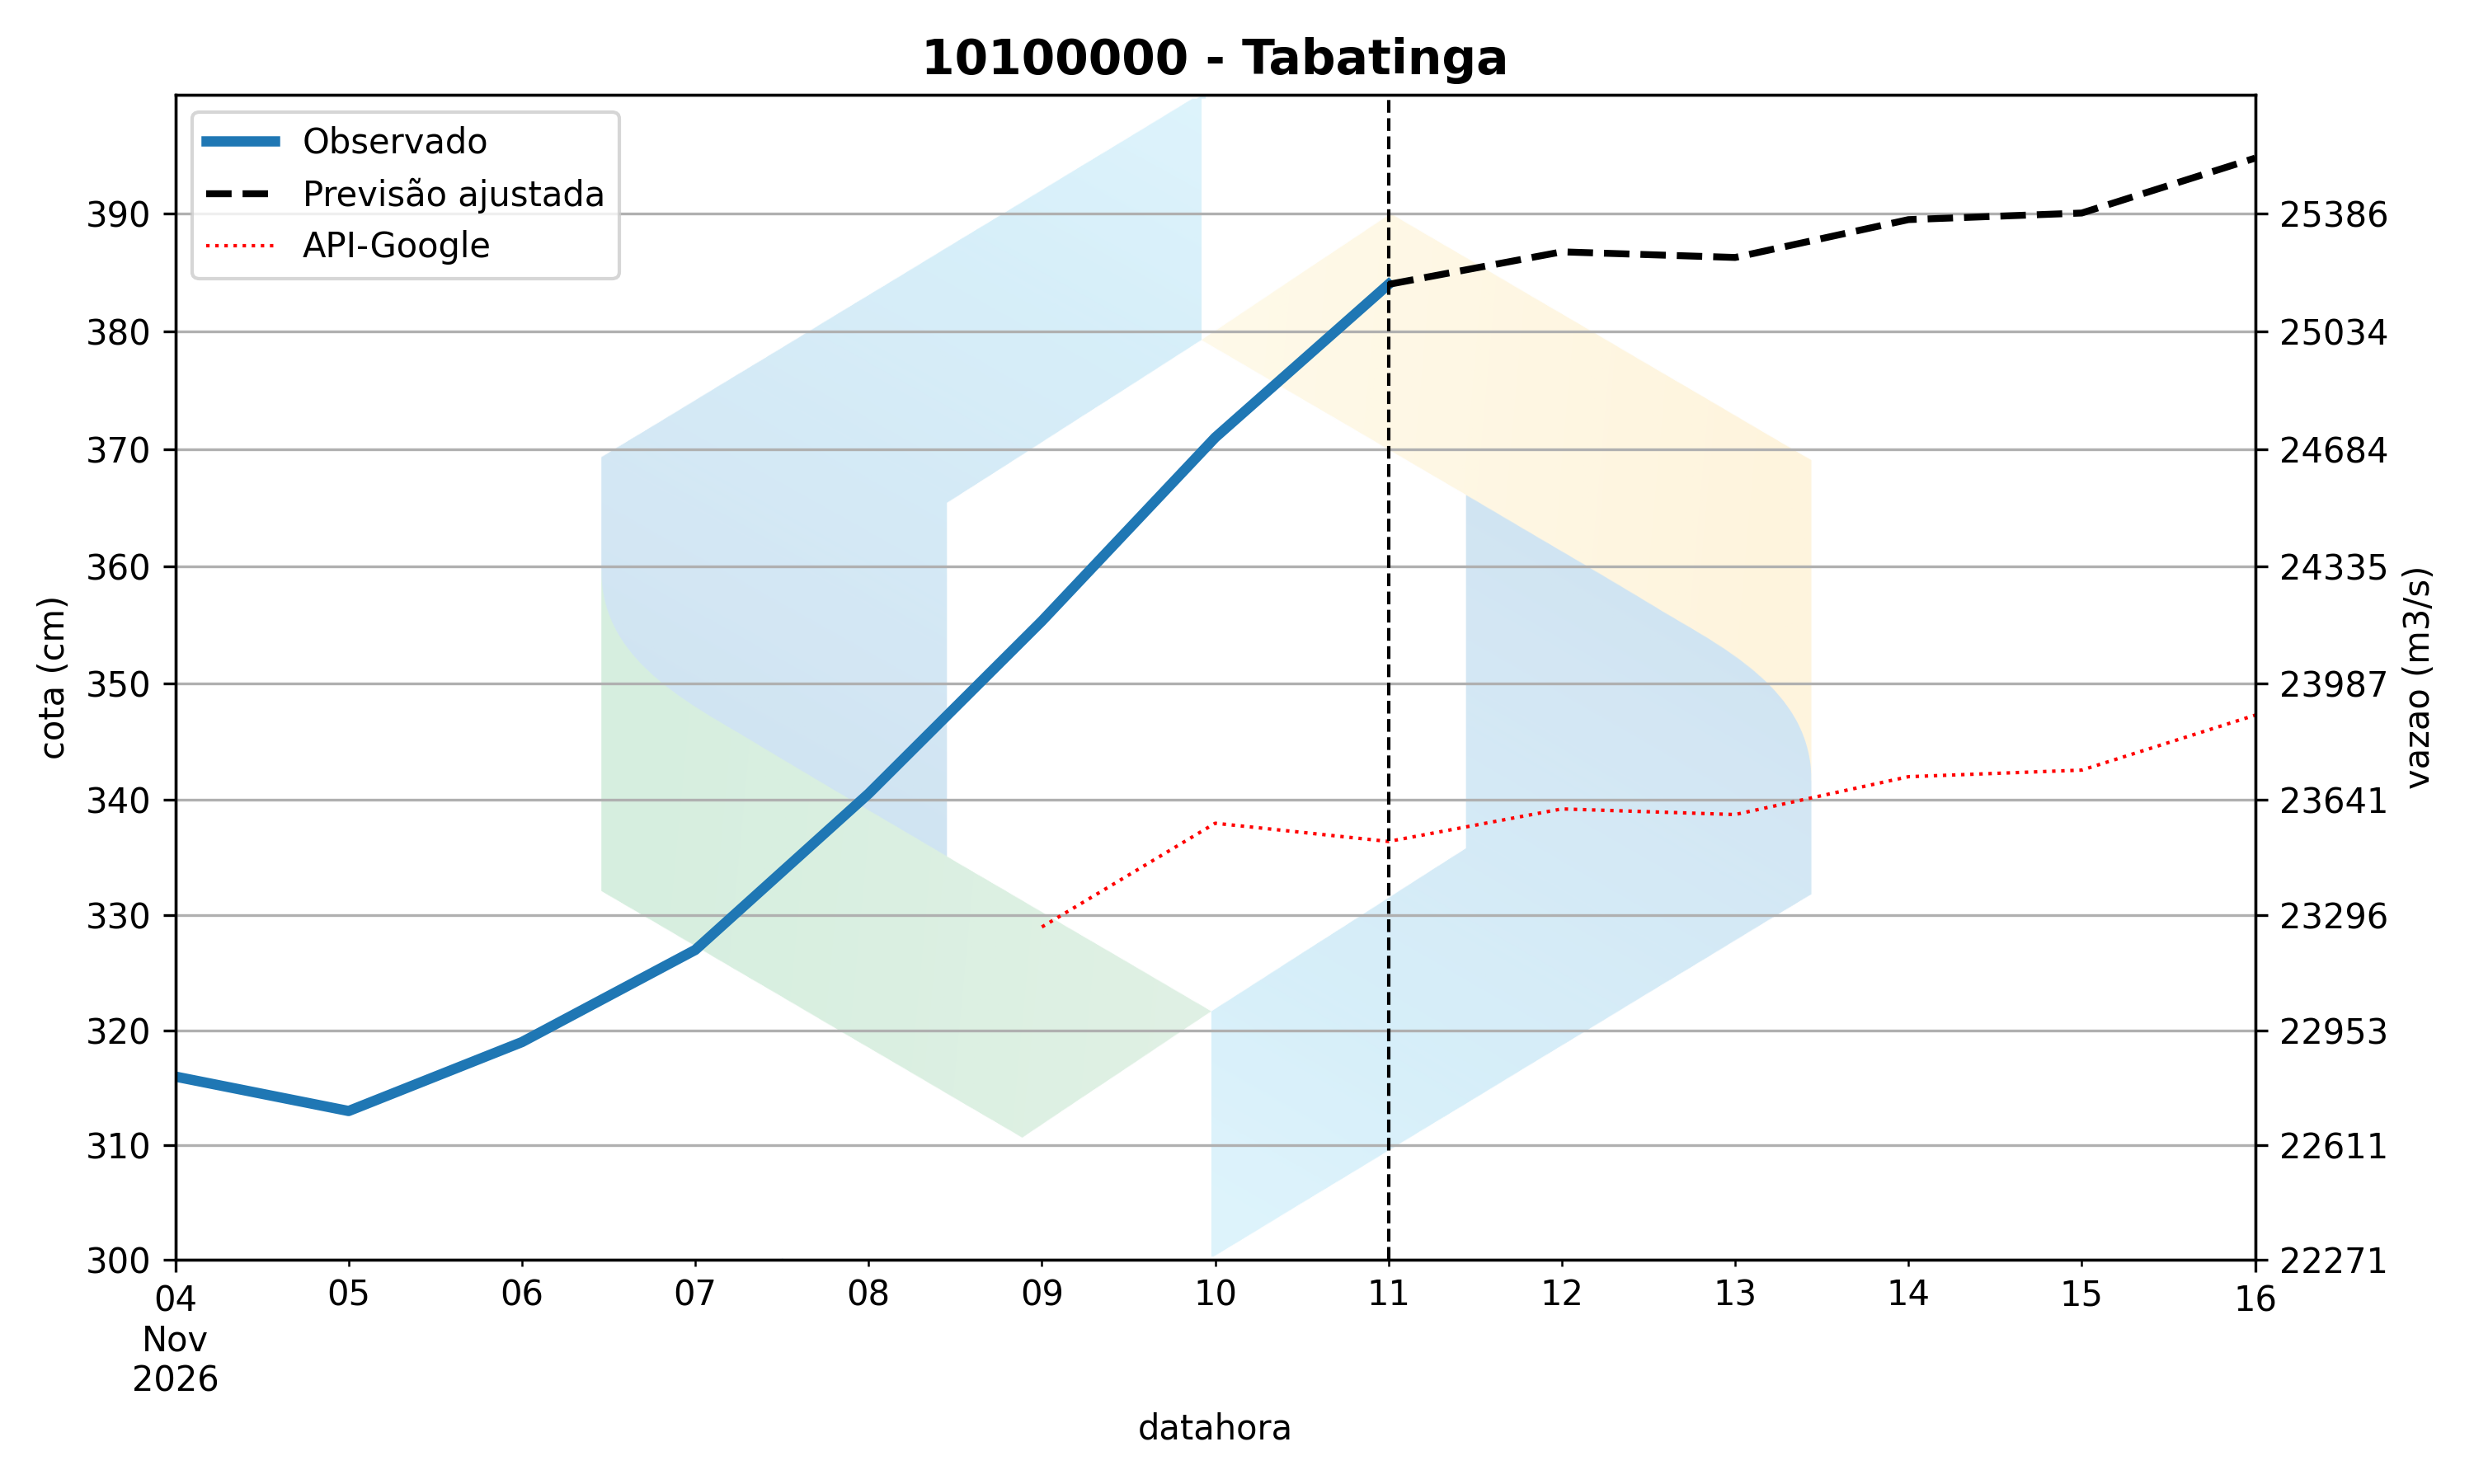 10100000 - Tabatinga
Observado
Previsão ajustada
API-Google
390
380
370
360
350
340
330
320
310
300
cota (cm)
25386
25034
24684
24335
23987
23641
23296
22953
22611
22271
vazao (m3/s)
04 05 06 07 08 09 10 11 12 13 14 15 16
Nov
2026
datahora